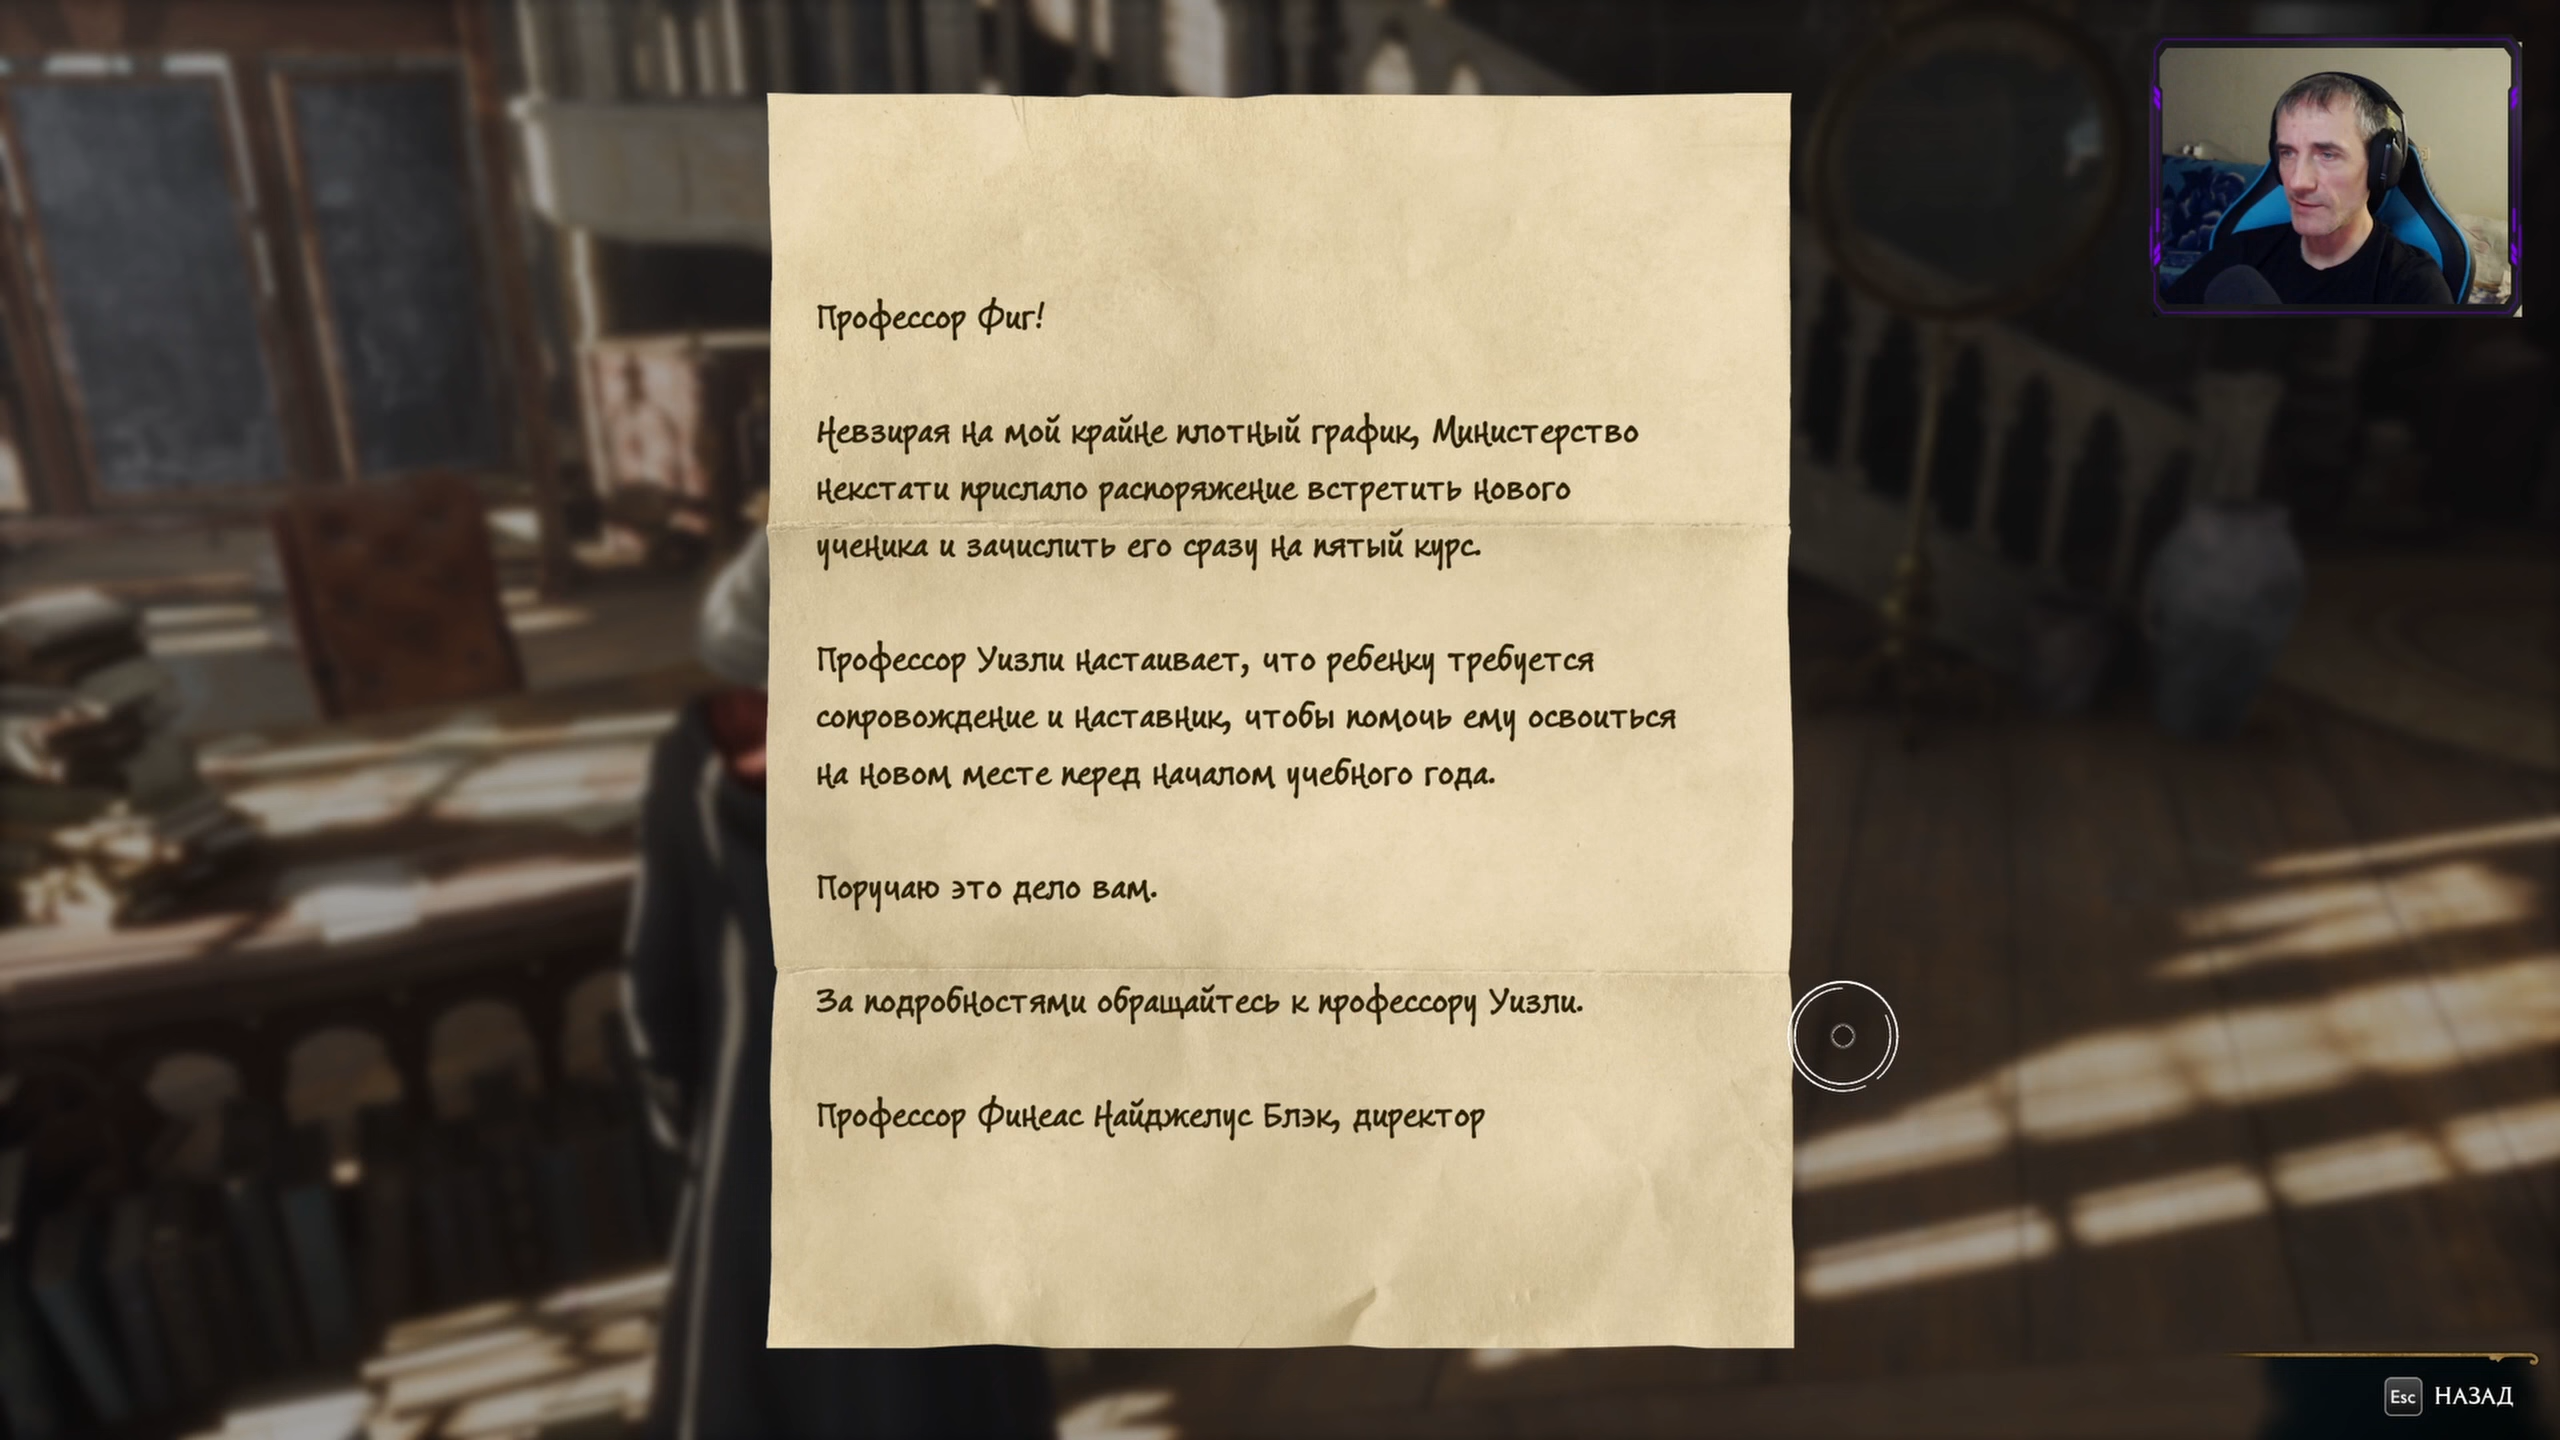 Профессор Фиг!
Невзирая на мой крайне плотный график, Министерство
некстати прислало распоряжение встретить нового
ученика и зачислить его сразу на пятый курс.
Профессор Уизли настаивает, что ребенку требуется
сопровождение и наставник, чтобы помочь ему освоиться
на новом месте перед началом учебного года.
Поручаю это дело вам.
За подробностями обращайтесь к профессору Уизли.
Профессор Финеас Найджелус Блэк, директор
Esc НАЗАД